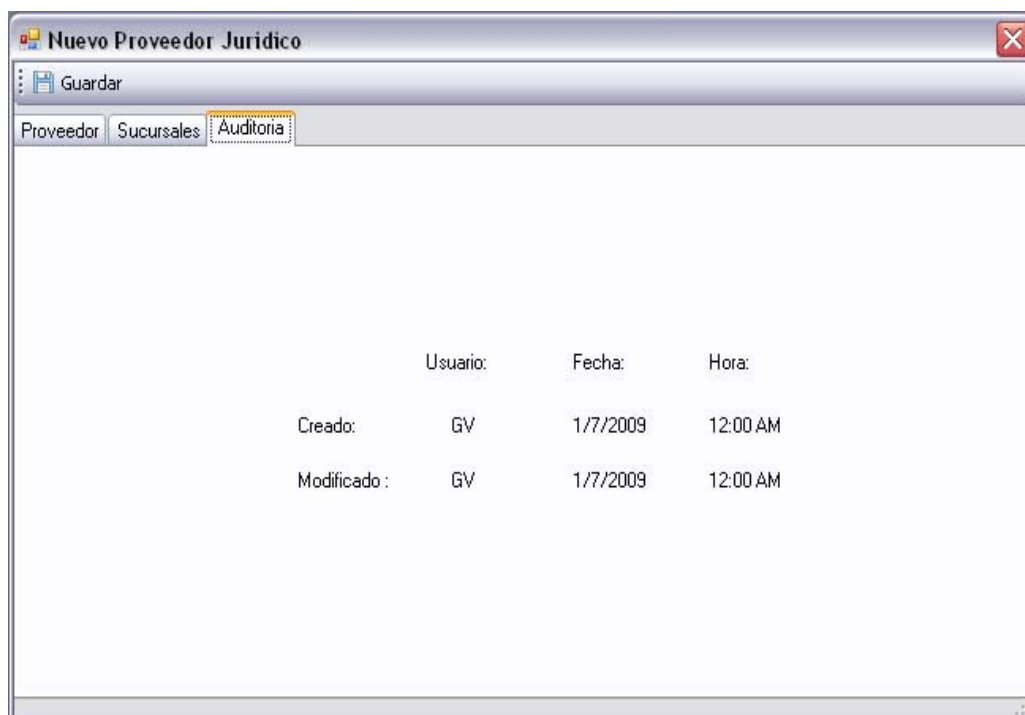 Nuevo Proveedor Juridico
Guardar
Proveedor Sucursales Auditoria
Usuario: Fecha: Hora:
Creado: GV 1/7/2009 12:00 AM
Modificado : GV 1/7/2009 12:00 AM